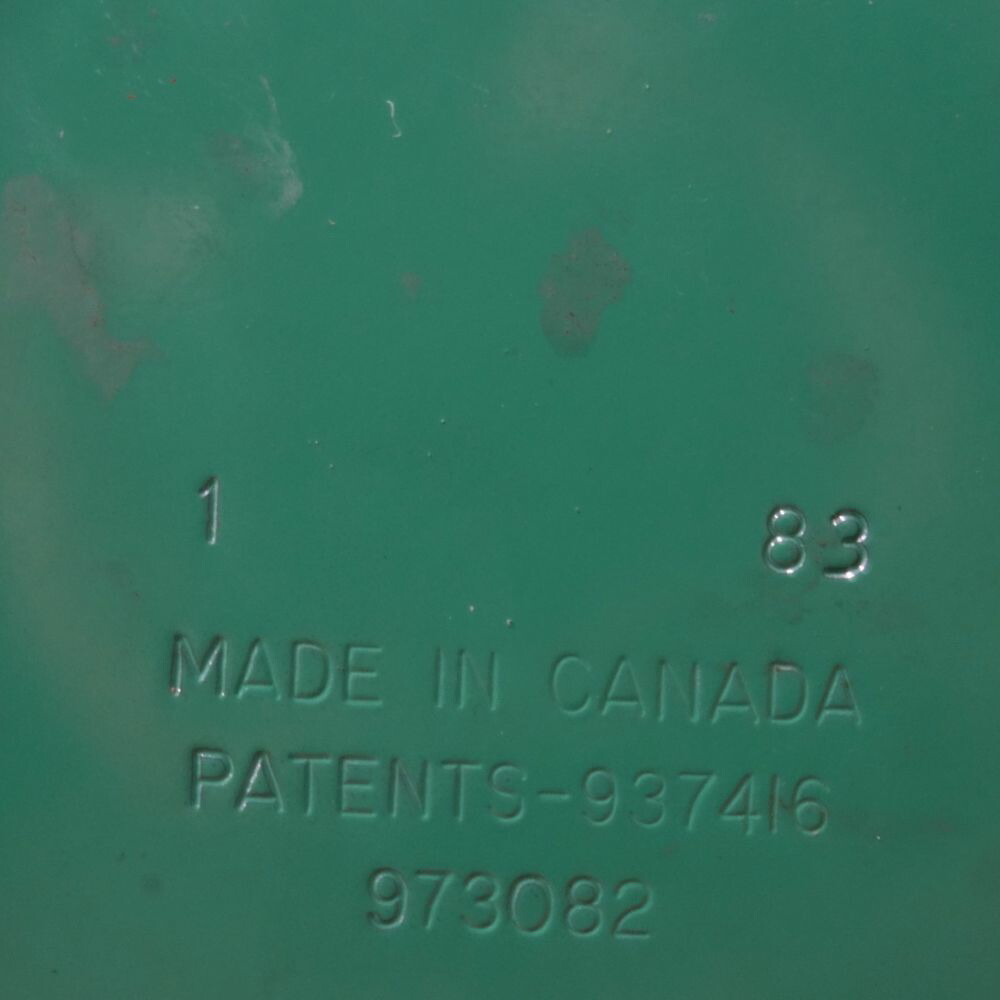 1 83
MADE IN CANADA
PATENTS-937416
973082